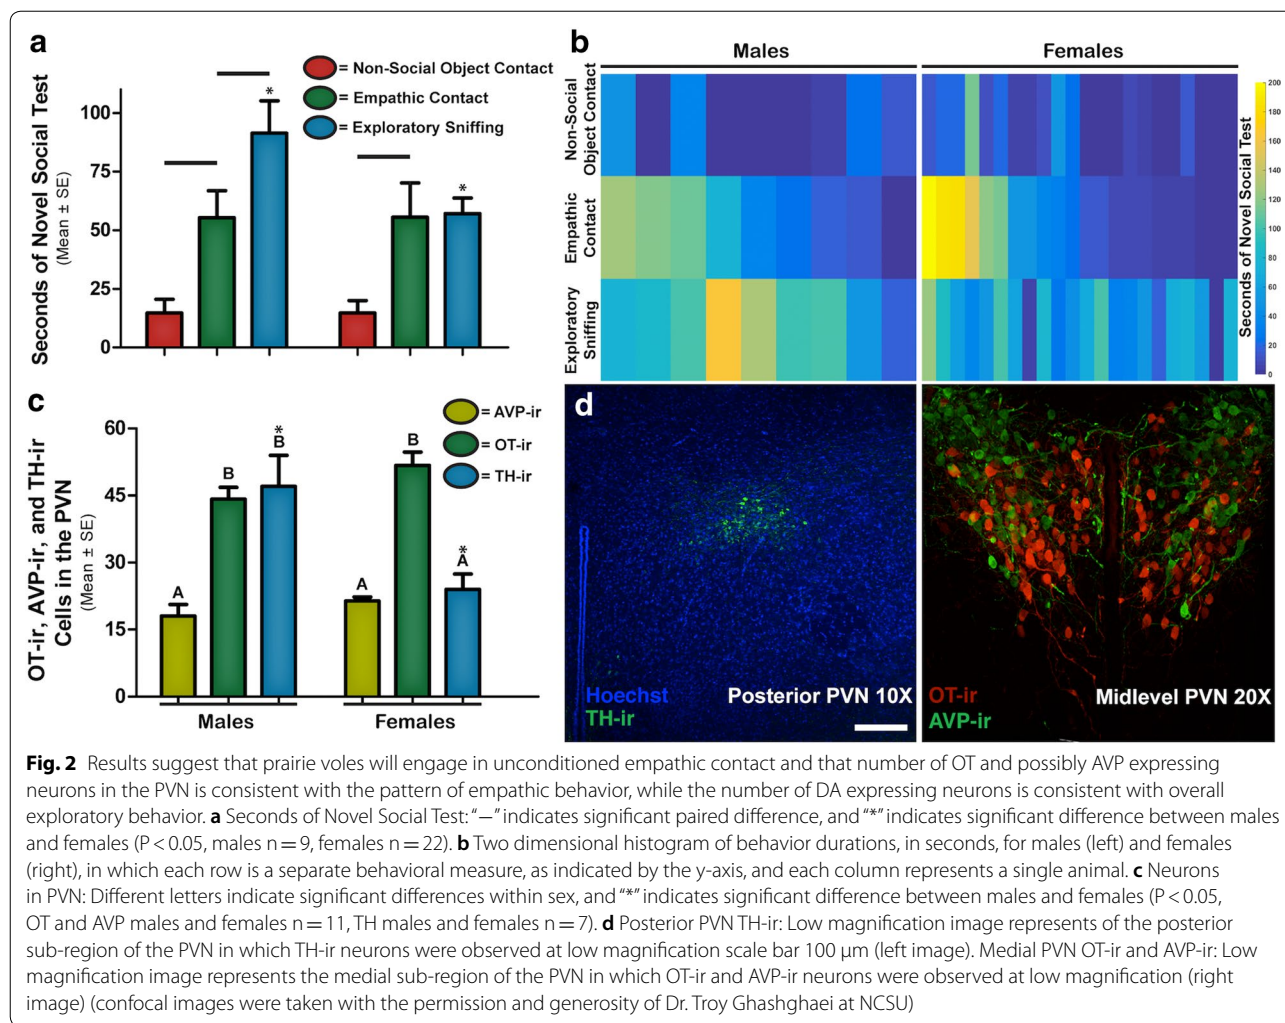 a
Seconds of Novel Social Test
(Mean ± SE)
100
75
50
25
0
*
*
= Non-Social Object Contact
= Empathic Contact
= Exploratory Sniffing
b
Males
Females
Non-Social
Object Contact
Empathic
Contact
Exploratory
Sniffing
200
180
160
140
120
100
80
60
40
20
0
Seconds of Novel Social Test
c
OT-ir, AVP-ir, and TH-ir
Cells in the PVN
(Mean ± SE)
60
45
30
15
0
A
B
*
B
A
B
*
A
= AVP-ir
= OT-ir
= TH-ir
Males
Females
d
Hoechst
TH-ir
Posterior PVN 10X
OT-ir
AVP-ir
Midlevel PVN 20X
Fig. 2 Results suggest that prairie voles will engage in unconditioned empathic contact and that number of OT and possibly AVP expressing
neurons in the PVN is consistent with the pattern of empathic behavior, while the number of DA expressing neurons is consistent with overall
exploratory behavior. a Seconds of Novel Social Test: “—” indicates significant paired difference, and “*” indicates significant difference between males
and females (P < 0.05, males n = 9, females n = 22). b Two dimensional histogram of behavior durations, in seconds, for males (left) and females
(right), in which each row is a separate behavioral measure, as indicated by the y-axis, and each column represents a single animal. c Neurons
in PVN: Different letters indicate significant differences within sex, and “*” indicates significant difference between males and females (P < 0.05,
OT and AVP males and females n = 11, TH males and females n = 7). d Posterior PVN TH-ir: Low magnification image represents of the posterior
sub-region of the PVN in which TH-ir neurons were observed at low magnification scale bar 100 µm (left image). Medial PVN OT-ir and AVP-ir: Low
magnification image represents the medial sub-region of the PVN in which OT-ir and AVP-ir neurons were observed at low magnification (right
image) (confocal images were taken with the permission and generosity of Dr. Troy Ghashghaei at NCSU)